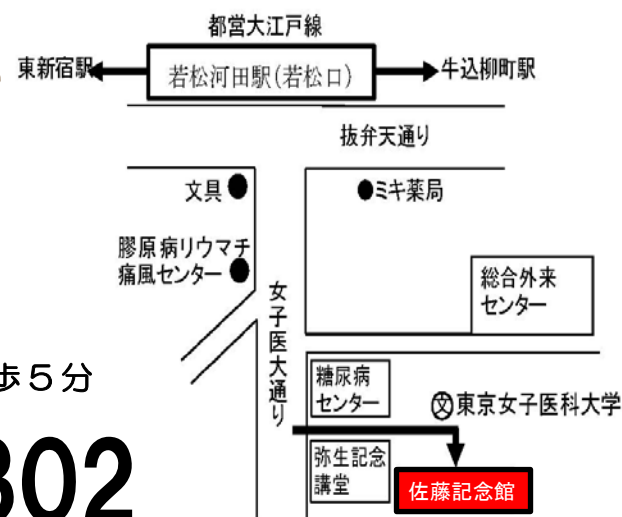 都営大江戸線
東新宿駅
若松河田駅(若松口)
牛込柳町駅
抜弁天通り
文具
ミキ薬局
膠原病リウマチ
痛風センター
総合外来
センター
女子医大通り
歩5分
糖尿病
センター
文東京女子医科大学
302
弥生記念
講堂
佐藤記念館